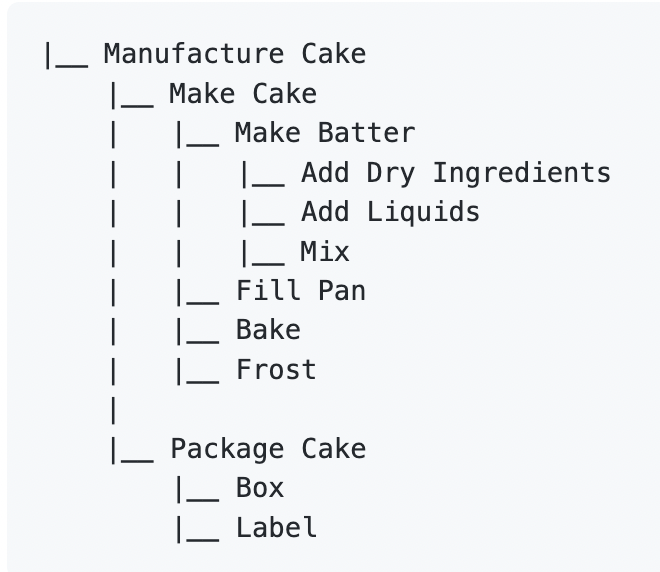 |__ Manufacture Cake
    |__ Make Cake
    |   |__ Make Batter
    |   |   |__ Add Dry Ingredients
    |   |   |__ Add Liquids
    |   |   |__ Mix
    |   |__ Fill Pan
    |   |__ Bake
    |   |__ Frost
    |
    |__ Package Cake
        |__ Box
        |__ Label